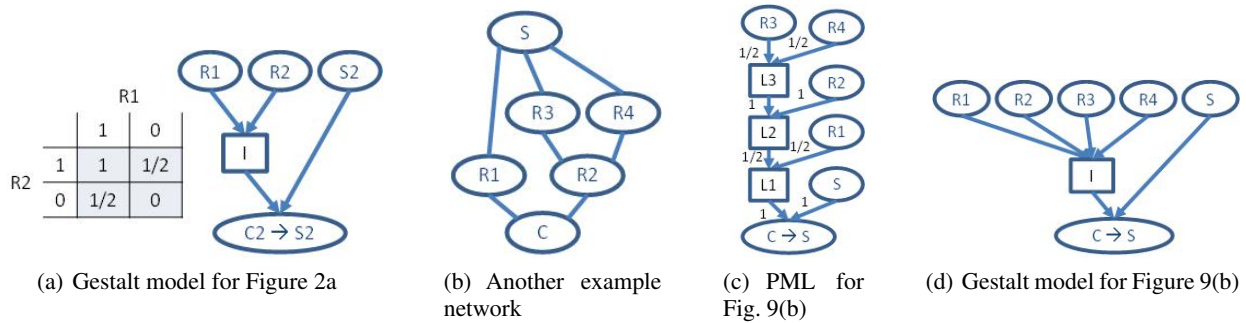 R1
1 0
R2
1 1 1/2
0 1/2 0
R1 R2 S2
I
C2 → S2
(a) Gestalt model for Figure 2a
S
R3 R4
R1 R2
C
(b) Another example
network
R3 R4
1/2 1/2
L3 R2
1 1
L2 R1
1/2 1/2
L1 S
1 1
C → S
(c) PML for
Fig. 9(b)
R1 R2 R3 R4 S
I
C → S
(d) Gestalt model for Figure 9(b)